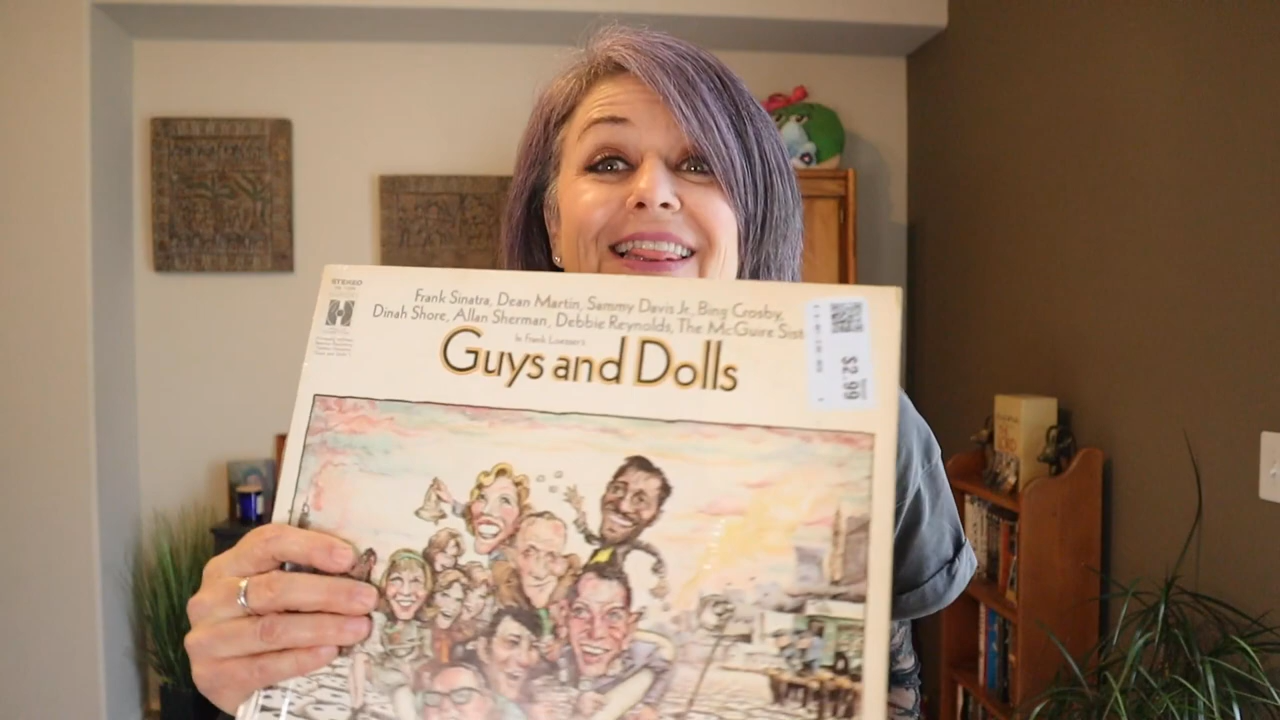 STEREO
Frank Sinatra, Dean Martin, Sammy Davis Jr., Bing Crosby,
Dinah Shore, Allan Sherman, Debbie Reynolds, The McGuire Sist
In Frank Loesser's
Guys and Dolls
$2.99
LORD